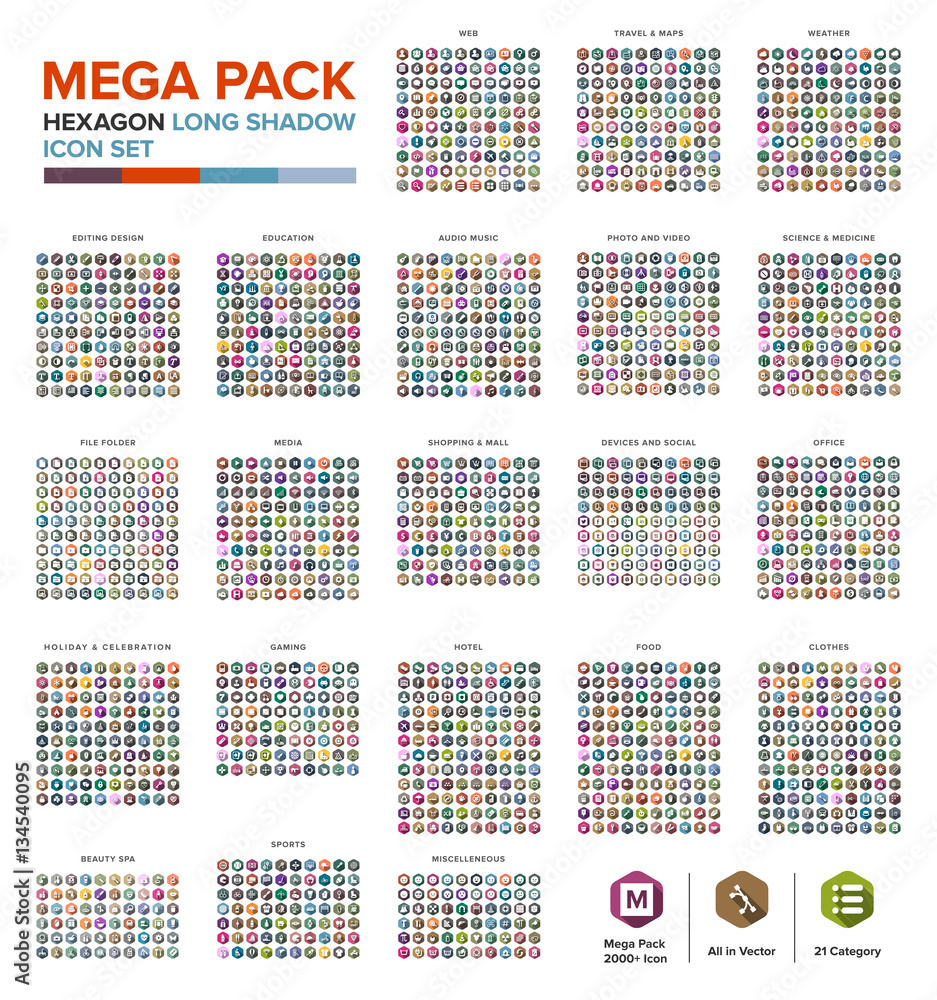 MEGA PACK
HEXAGON LONG SHADOW
ICON SET
WEB
TRAVEL & MAPS
WEATHER
EDITING DESIGN
EDUCATION
AUDIO MUSIC
PHOTO AND VIDEO
SCIENCE & MEDICINE
FILE FOLDER
MEDIA
SHOPPING & MALL
DEVICES AND SOCIAL
OFFICE
HOLIDAY & CELEBRATION
GAMING
HOTEL
FOOD
CLOTHES
BEAUTY SPA
SPORTS
MISCELLENEOUS
M
Mega Pack
2000+ Icon
All in Vector
21 Category
Adobe Stock | #134540095